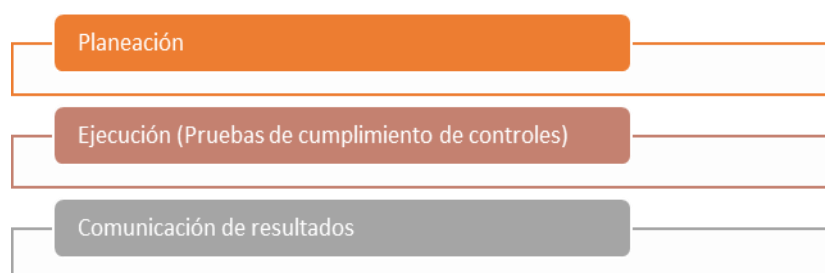 Planeación
Ejecución (Pruebas de cumplimiento de controles)
Comunicación de resultados